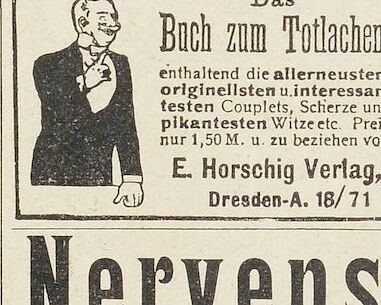 Das
Buch zum Totlachen
enthaltend die allerneusten
originellsten u. interessan
testen Couplets, Scherze un
pikantesten Witze etc. Prei
nur 1,50 M. u. zu beziehen vo
E. Horschig Verlag,
Dresden-A. 18/71
Nervens